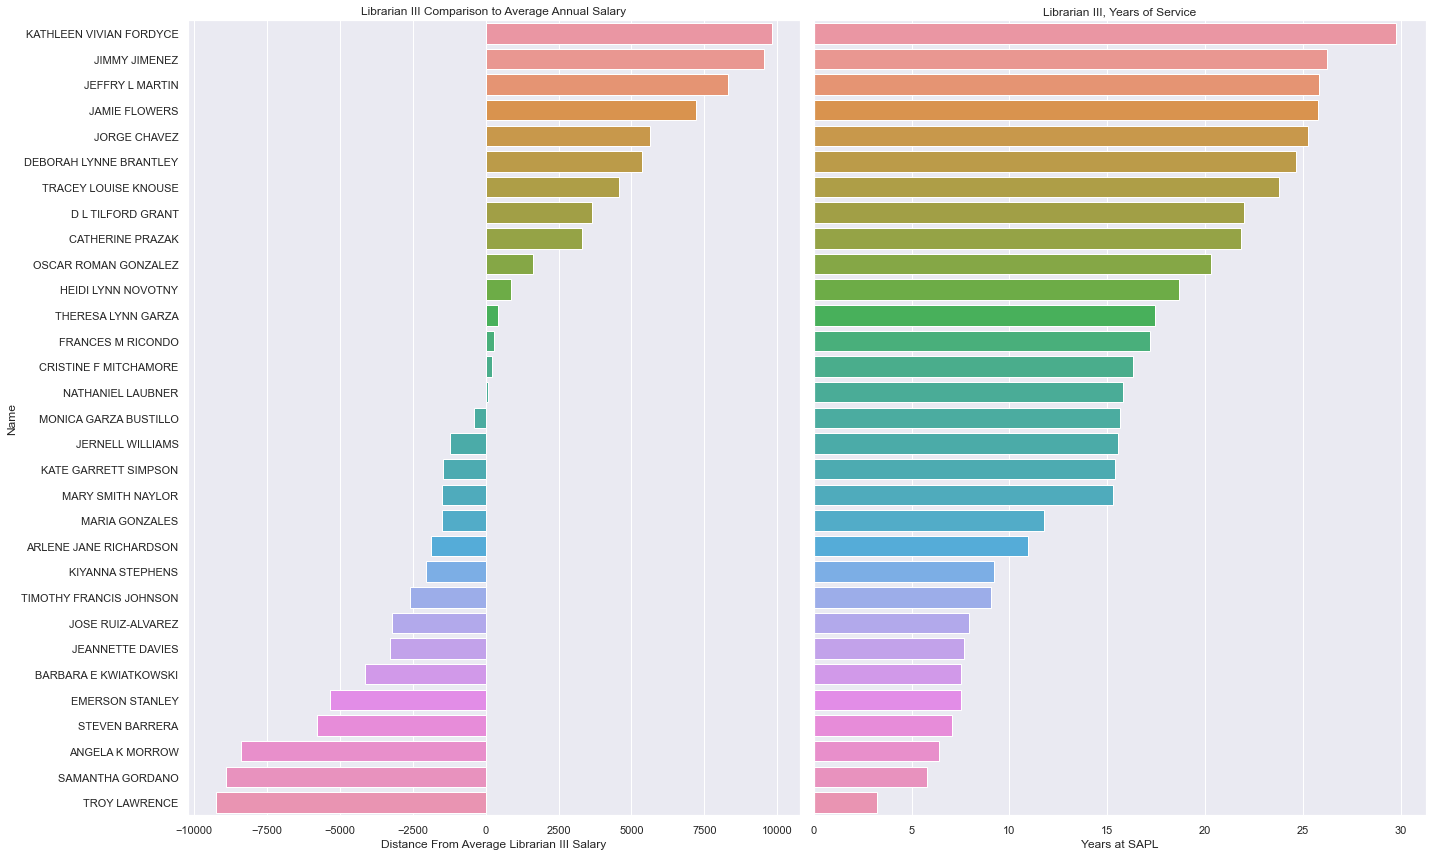 Librarian III Comparison to Average Annual Salary
Librarian III, Years of Service
Name
KATHLEEN VIVIAN FORDYCE
JIMMY JIMENEZ
JEFFRY L MARTIN
JAMIE FLOWERS
JORGE CHAVEZ
DEBORAH LYNNE BRANTLEY
TRACEY LOUISE KNOUSE
D L TILFORD GRANT
CATHERINE PRAZAK
OSCAR ROMAN GONZALEZ
HEIDI LYNN NOVOTNY
THERESA LYNN GARZA
FRANCES M RICONDO
CRISTINE F MITCHAMORE
NATHANIEL LAUBNER
MONICA GARZA BUSTILLO
JERNELL WILLIAMS
KATE GARRETT SIMPSON
MARY SMITH NAYLOR
MARIA GONZALES
ARLENE JANE RICHARDSON
KIYANNA STEPHENS
TIMOTHY FRANCIS JOHNSON
JOSE RUIZ-ALVAREZ
JEANNETTE DAVIES
BARBARA E KWIATKOWSKI
EMERSON STANLEY
STEVEN BARRERA
ANGELA K MORROW
SAMANTHA GORDANO
TROY LAWRENCE
−10000 −7500 −5000 −2500 0 2500 5000 7500 10000
Distance From Average Librarian III Salary
0 5 10 15 20 25 30
Years at SAPL